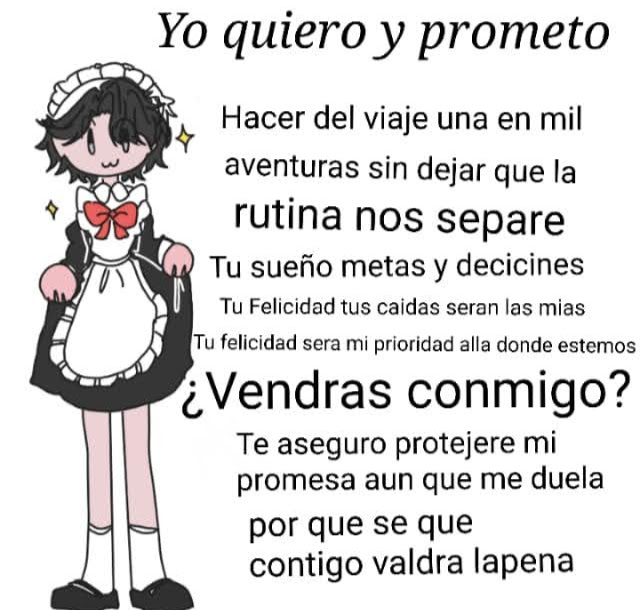 Yo quiero y prometo
Hacer del viaje una en mil
aventuras sin dejar que la
rutina nos separe
Tu sueño metas y decicines
Tu Felicidad tus caidas seran las mias
Tu felicidad sera mi prioridad alla donde estemos
¿Vendras conmigo?
Te aseguro protejere mi
promesa aun que me duela
por que se que
contigo valdra lapena